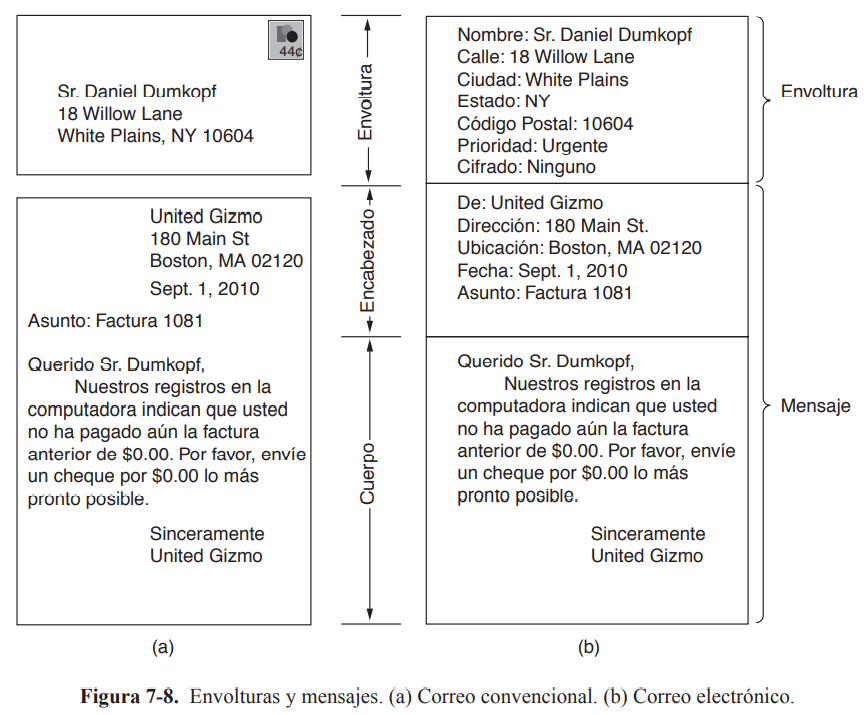 44¢
Sr. Daniel Dumkopf
18 Willow Lane
White Plains, NY 10604
United Gizmo
180 Main St
Boston, MA 02120
Sept. 1, 2010
Asunto: Factura 1081
Querido Sr. Dumkopf,
Nuestros registros en la
computadora indican que usted
no ha pagado aún la factura
anterior de $0.00. Por favor, envíe
un cheque por $0.00 lo más
pronto posible.
Sinceramente
United Gizmo
(a)
Envoltura
Encabezado
Cuerpo
Nombre: Sr. Daniel Dumkopf
Calle: 18 Willow Lane
Ciudad: White Plains
Estado: NY
Código Postal: 10604
Prioridad: Urgente
Cifrado: Ninguno
De: United Gizmo
Dirección: 180 Main St.
Ubicación: Boston, MA 02120
Fecha: Sept. 1, 2010
Asunto: Factura 1081
Querido Sr. Dumkopf,
Nuestros registros en la
computadora indican que usted
no ha pagado aún la factura
anterior de $0.00. Por favor, envíe
un cheque por $0.00 lo más
pronto posible.
Sinceramente
United Gizmo
(b)
Envoltura
Mensaje
Figura 7-8. Envolturas y mensajes. (a) Correo convencional. (b) Correo electrónico.